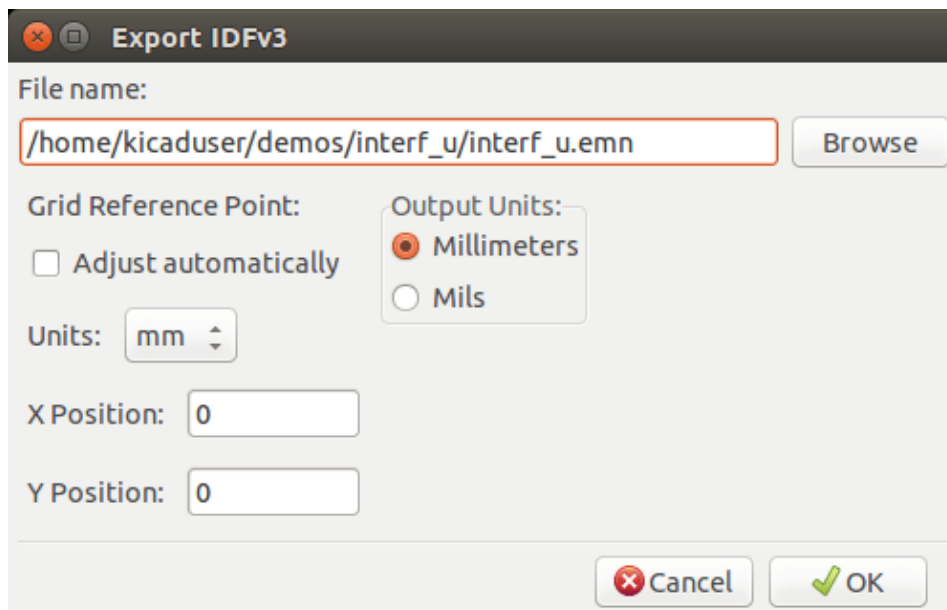 Export IDFv3
File name:
/home/kicaduser/demos/interf_u/interf_u.emn
Browse
Grid Reference Point:
Output Units:
Adjust automatically
Millimeters
Mils
Units:
mm
X Position:
0
Y Position:
0
Cancel
OK